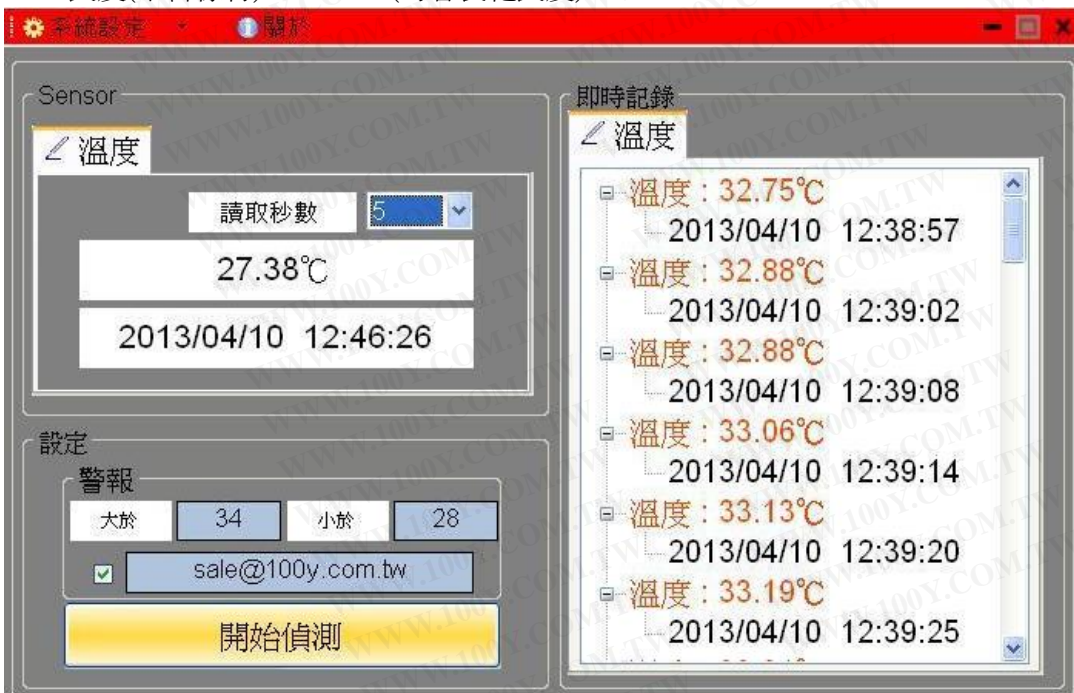 系統設定 關於
Sensor
溫度
讀取秒數 5
27.38℃
2013/04/10 12:46:26
設定
警報
大於 34 小於 28
sale@100y.com.tw
開始偵測
即時記錄
溫度
溫度：32.75℃
2013/04/10 12:38:57
溫度：32.88℃
2013/04/10 12:39:02
溫度：32.88℃
2013/04/10 12:39:08
溫度：33.06℃
2013/04/10 12:39:14
溫度：33.13℃
2013/04/10 12:39:20
溫度：33.19℃
2013/04/10 12:39:25
WWW.100Y.COM.TW